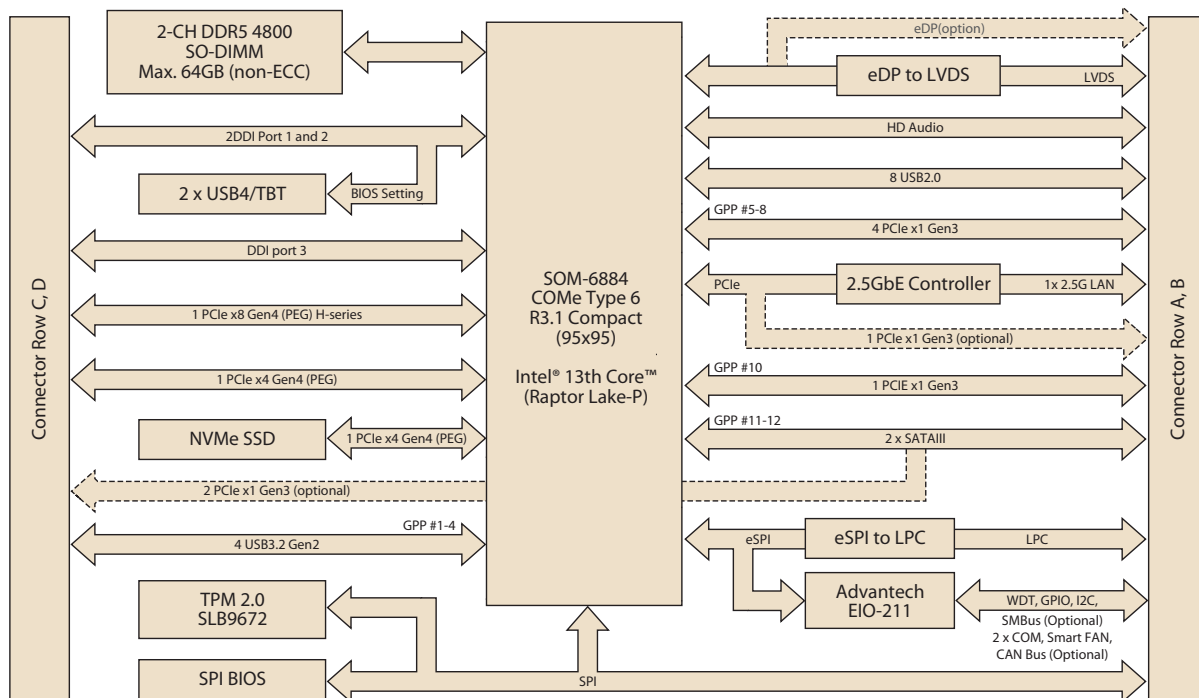 Connector Row C, D
2-CH DDR5 4800
SO-DIMM
Max. 64GB (non-ECC)
2DDI Port 1 and 2
2 x USB4/TBT
BIOS Setting
DDI port 3
1 PCIe x8 Gen4 (PEG) H-series
1 PCIe x4 Gen4 (PEG)
NVMe SSD
1 PCIe x4 Gen4 (PEG)
2 PCIe x1 Gen3 (optional)
GPP #1-4
4 USB3.2 Gen2
TPM 2.0
SLB9672
SPI BIOS
SPI
SOM-6884
COMe Type 6
R3.1 Compact
(95x95)
Intel® 13th Core™
(Raptor Lake-P)
eDP(option)
eDP to LVDS
LVDS
HD Audio
8 USB2.0
GPP #5-8
4 PCIe x1 Gen3
PCIe
2.5GbE Controller
1x 2.5G LAN
1 PCIe x1 Gen3 (optional)
GPP #10
1 PCIE x1 Gen3
GPP #11-12
2 x SATAIII
eSPI
eSPI to LPC
LPC
Advantech
EIO-211
WDT, GPIO, I2C,
SMBus (Optional)
2 x COM, Smart FAN,
CAN Bus (Optional)
Connector Row A, B